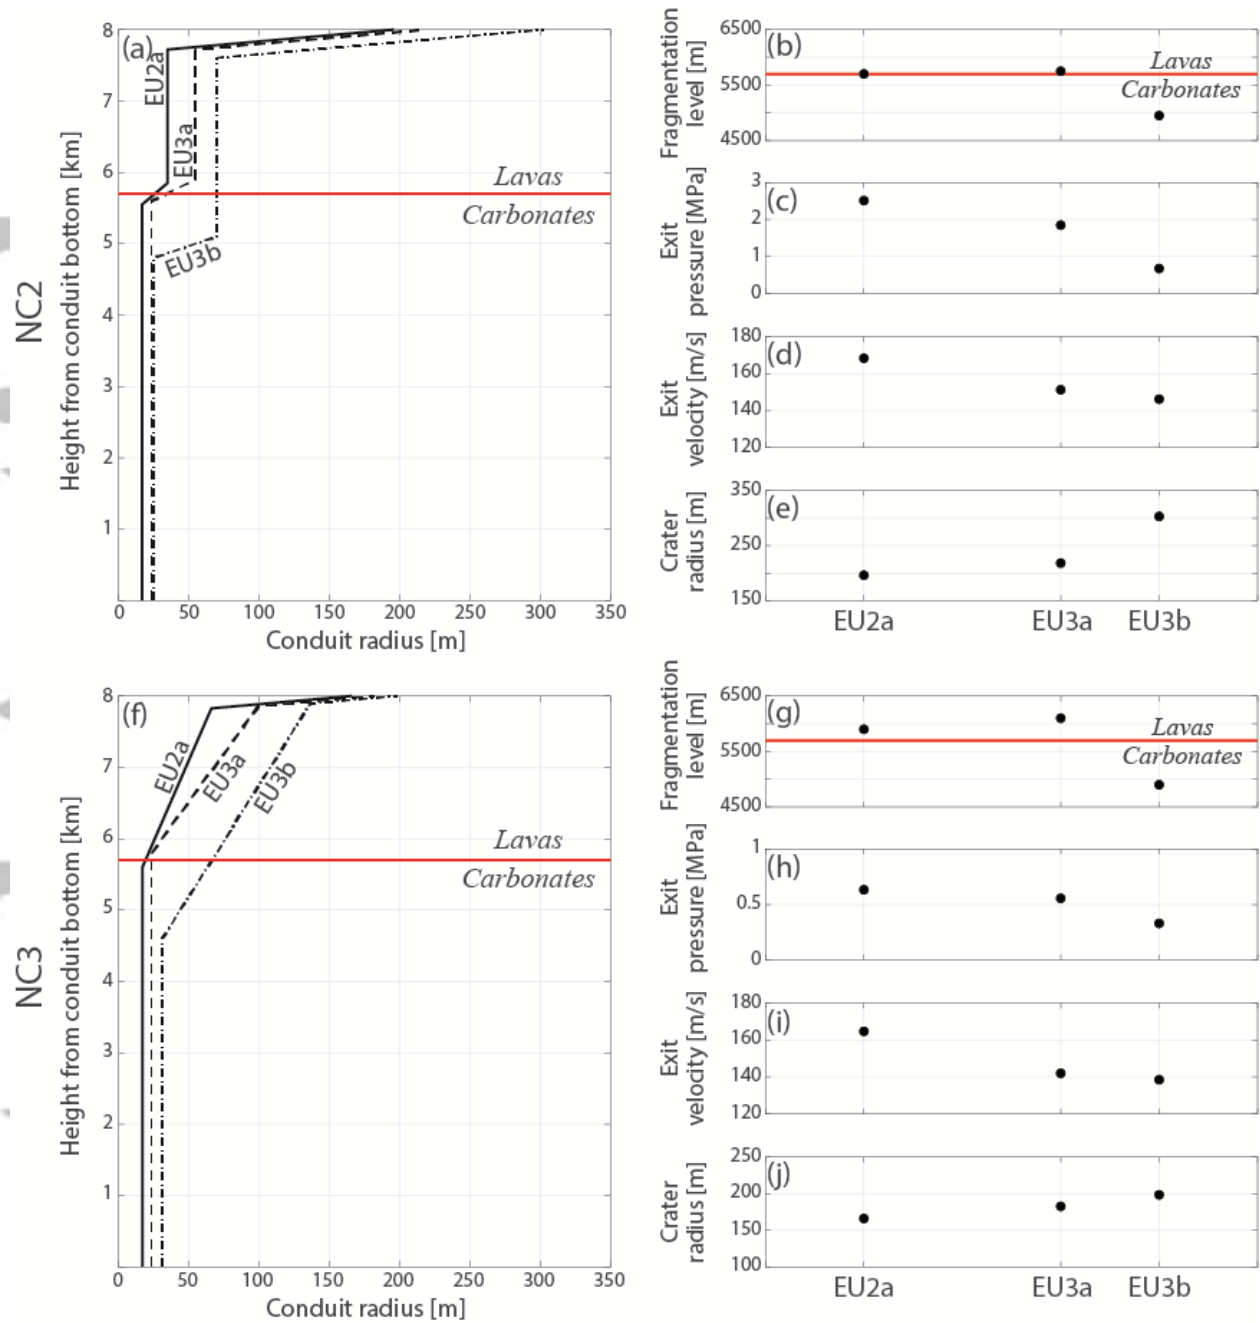 NC2
(a)
Height from conduit bottom [km]
8
7
6
5
4
3
2
1
EU2a
EU3a
EU3b
Lavas
Carbonates
0 50 100 150 200 250 300 350
Conduit radius [m]
(b)
Fragmentation
level [m]
6500
5500
4500
Lavas
Carbonates
(c)
Exit
pressure [MPa]
3
2
1
0
(d)
Exit
velocity [m/s]
180
160
140
120
(e)
Crater
radius [m]
350
250
150
EU2a EU3a EU3b
NC3
(f)
Height from conduit bottom [km]
8
7
6
5
4
3
2
1
EU2a
EU3a
EU3b
Lavas
Carbonates
0 50 100 150 200 250 300 350
Conduit radius [m]
(g)
Fragmentation
level [m]
6500
5500
4500
Lavas
Carbonates
(h)
Exit
pressure [MPa]
1
0.5
0
(i)
Exit
velocity [m/s]
180
160
140
120
(j)
Crater
radius [m]
250
200
150
100
EU2a EU3a EU3b